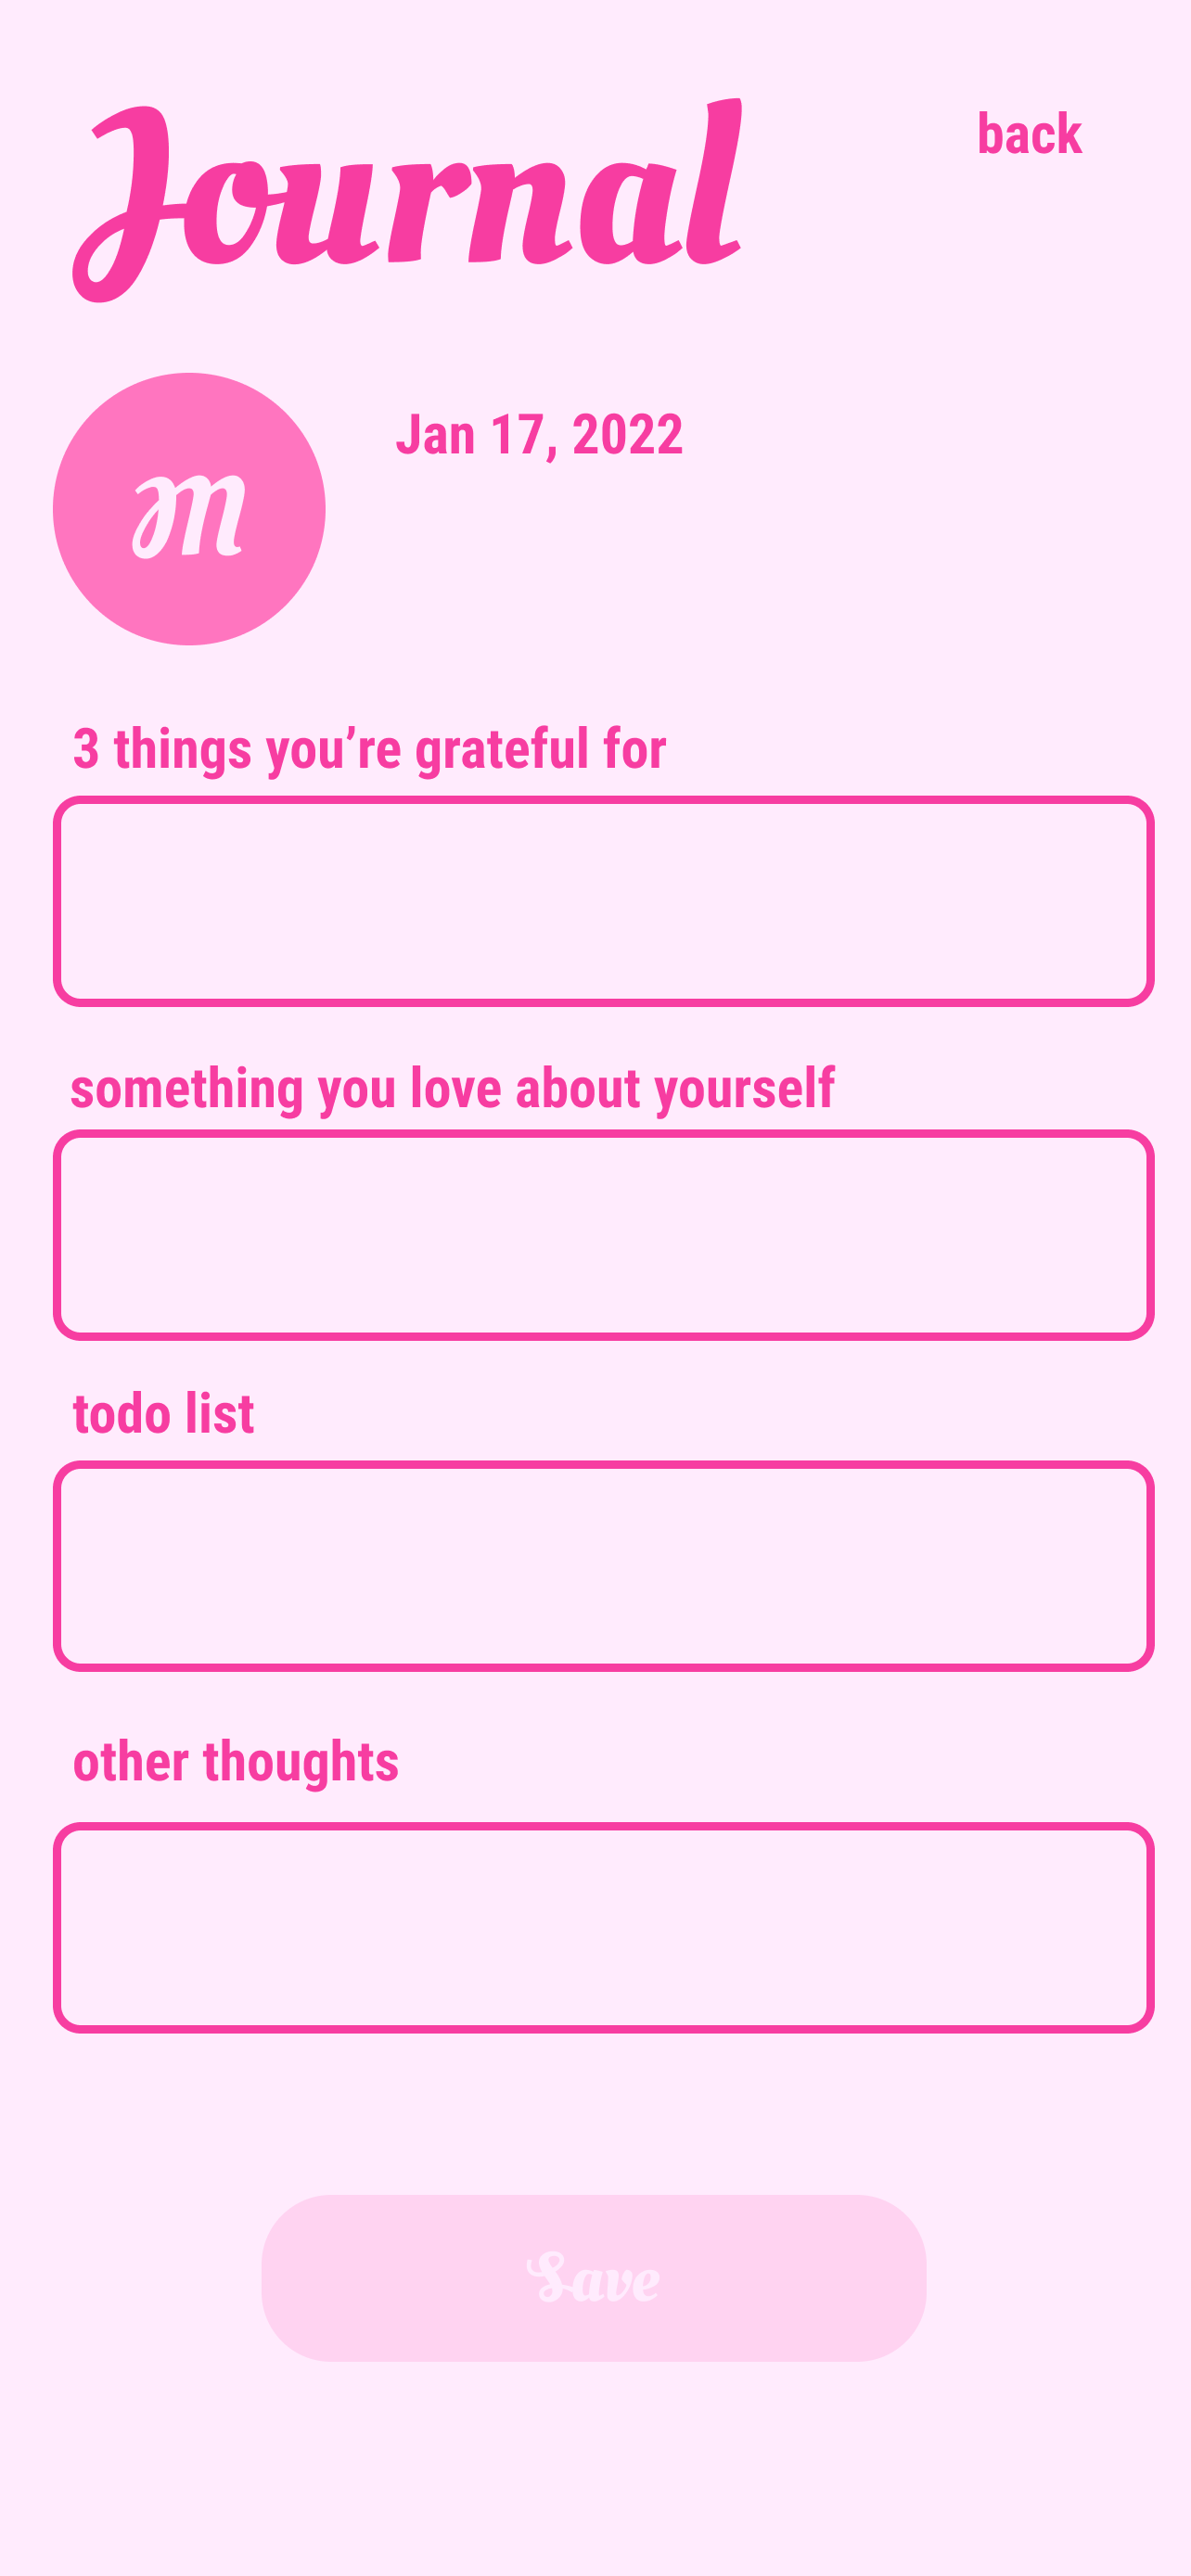 Journal
back
M
Jan 17, 2022
3 things you’re grateful for
something you love about yourself
todo list
other thoughts
Save